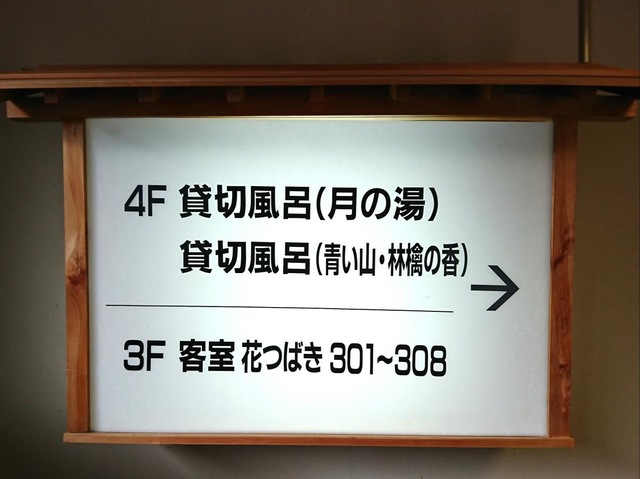 4F 貸切風呂(月の湯)
貸切風呂(青い山・林檎の香)
→
3F 客室 花つばき 301～308